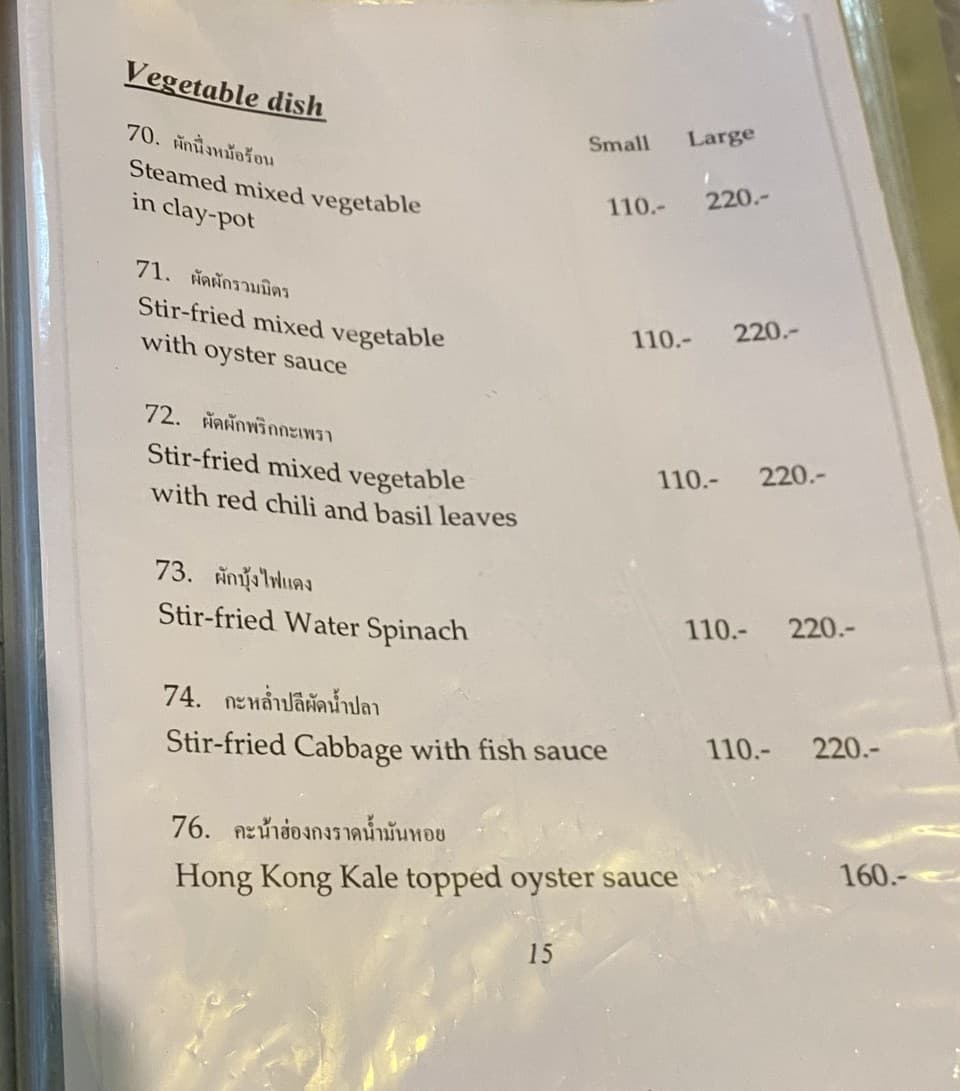 Vegetable dish
Small Large
70. ผักนึ่งหม้อร้อน
Steamed mixed vegetable
in clay-pot
110.- 220.-
71. ผัดผักรวมมิตร
Stir-fried mixed vegetable
with oyster sauce
110.- 220.-
72. ผัดผักพริกกะเพรา
Stir-fried mixed vegetable
with red chili and basil leaves
110.- 220.-
73. ผักบุ้งไฟแดง
Stir-fried Water Spinach 110.- 220.-
74. กะหล่ำปลีผัดน้ำปลา
Stir-fried Cabbage with fish sauce 110.- 220.-
76. คะน้าฮ่องกงราดน้ำมันหอย
Hong Kong Kale topped oyster sauce 160.-
15